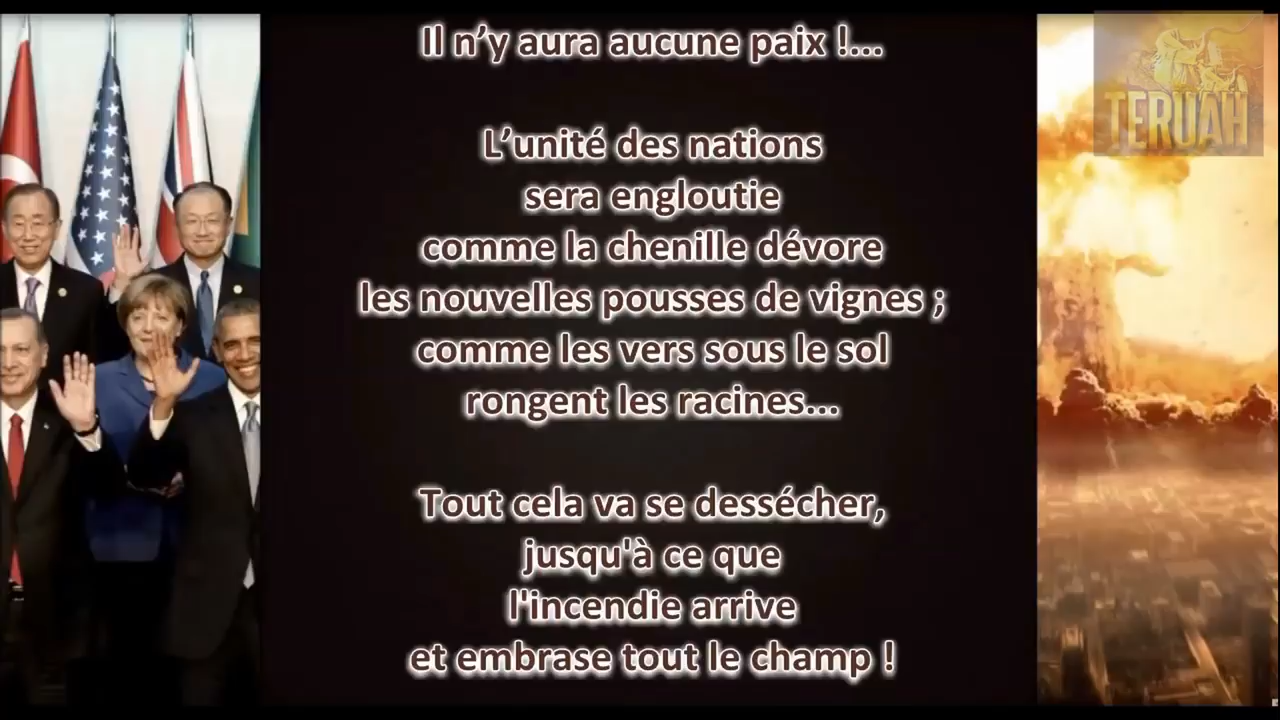 Il n’y aura aucune paix !...
L’unité des nations
sera engloutie
comme la chenille dévore
les nouvelles pousses de vignes ;
comme les vers sous le sol
rongent les racines...
Tout cela va se dessécher,
jusqu'à ce que
l'incendie arrive
et embrase tout le champ !
TERUAH